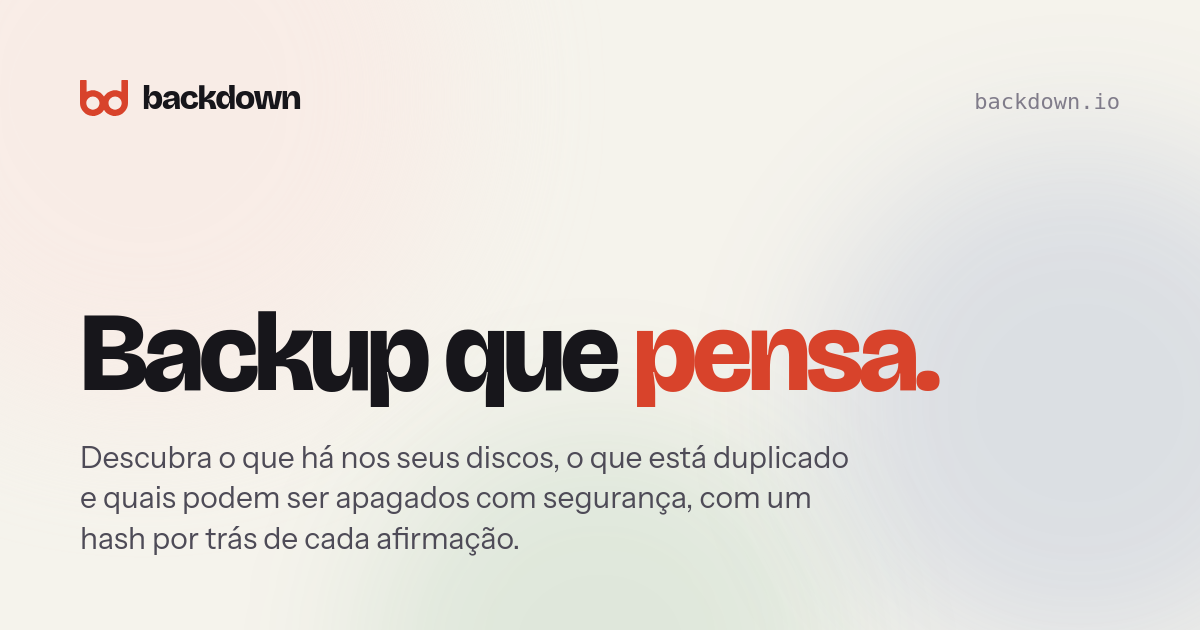 bd backdown
backdown.io
Backup que pensa.
Descubra o que há nos seus discos, o que está duplicado
e quais podem ser apagados com segurança, com um
hash por trás de cada afirmação.